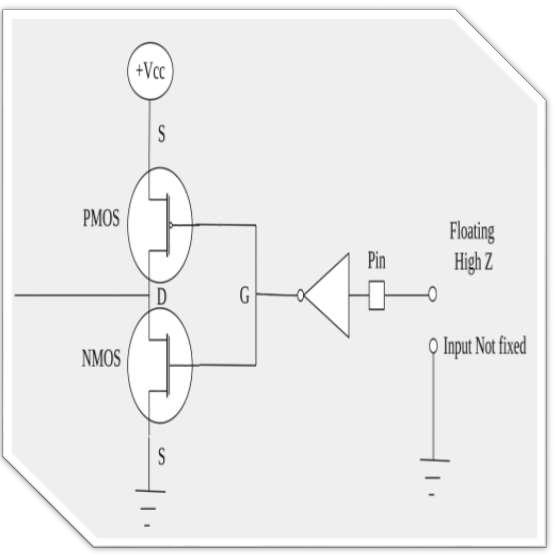 +Vcc
S
PMOS
Floating
High Z
Pin
D
G
NMOS
Input Not fixed
S